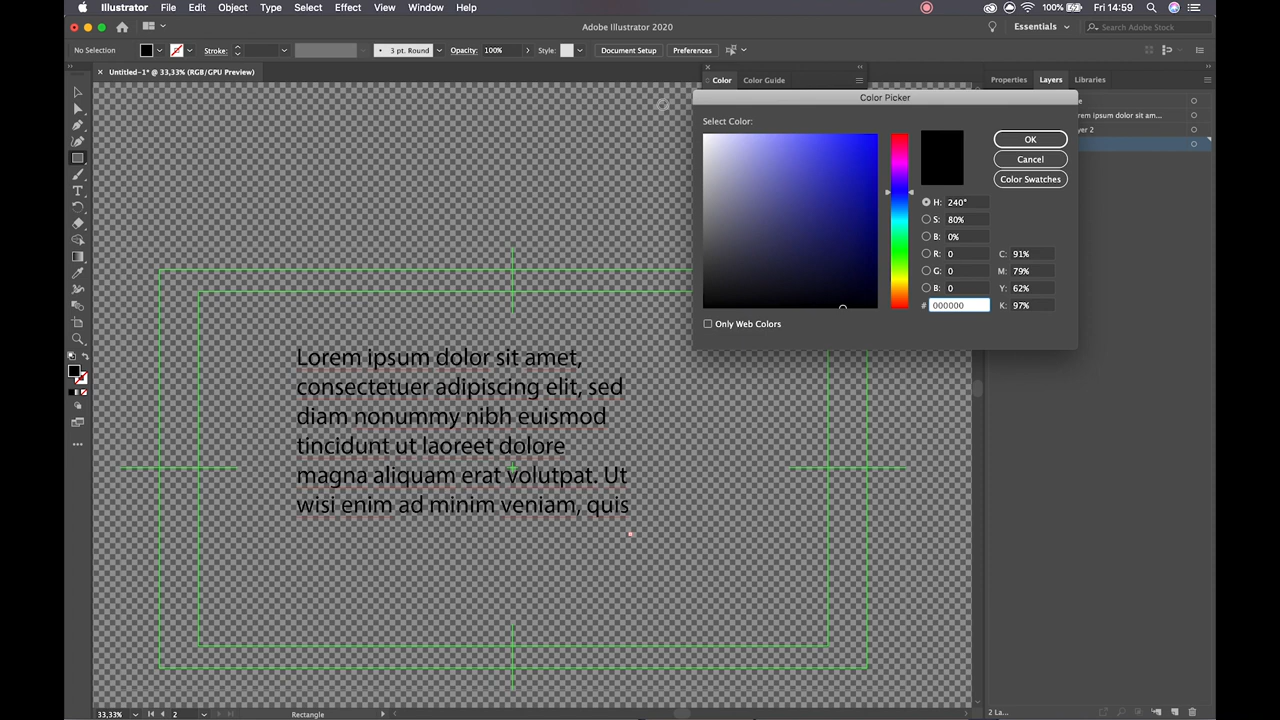 Illustrator File Edit Object Type Select Effect View Window Help 100% Fri 14:59
Adobe Illustrator 2020
Essentials
Search Adobe Stock
No Selection Stroke: 3 pt. Round Opacity: 100% Style: Document Setup Preferences
Untitled-1* @ 33,33% (RGB/GPU Preview)
Color Color Guide
Properties Layers Libraries
Color Picker
Select Color:
OK
Cancel
Color Swatches
H: 240°
S: 80%
B: 0%
R: 0
G: 0
B: 0
# 000000
C: 91%
M: 79%
Y: 62%
K: 97%
Only Web Colors
e
rem ipsum dolor sit am...
yer 2
Lorem ipsum dolor sit amet,
consectetuer adipiscing elit, sed
diam nonummy nibh euismod
tincidunt ut laoreet dolore
magna aliquam erat volutpat. Ut
wisi enim ad minim veniam, quis
33,33% 2 Rectangle
2 La...